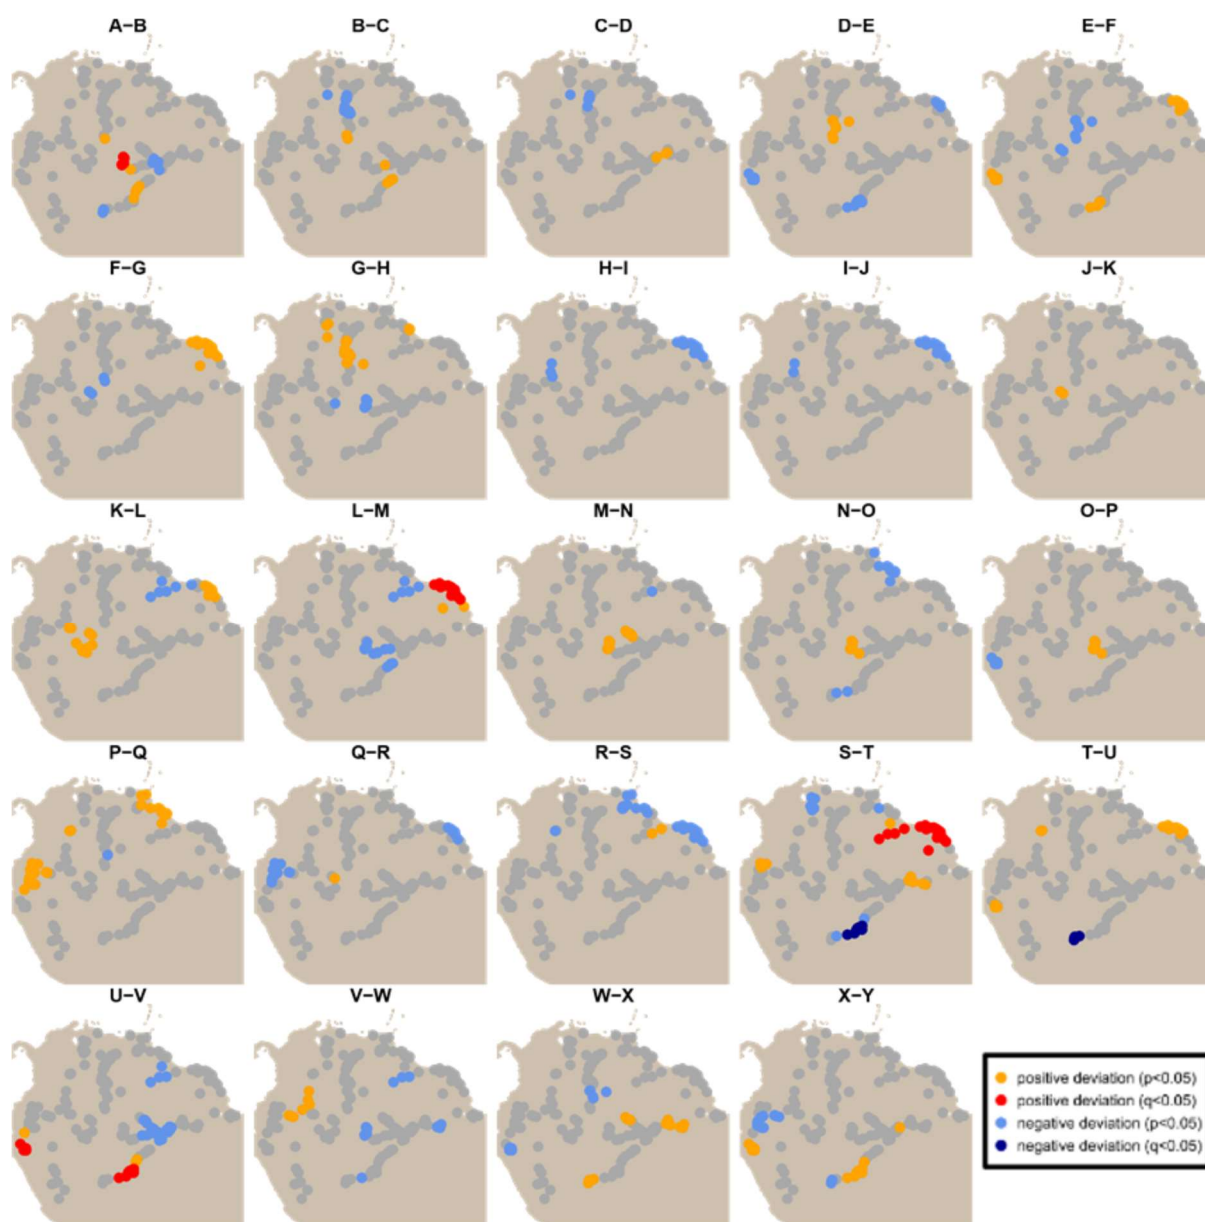 A−B
B−C
C−D
D−E
E−F
F−G
G−H
H−I
I−J
J−K
K−L
L−M
M−N
N−O
O−P
P−Q
Q−R
R−S
S−T
T−U
U−V
V−W
W−X
X−Y
positive deviation (p<0.05)
positive deviation (q<0.05)
negative deviation (p<0.05)
negative deviation (q<0.05)